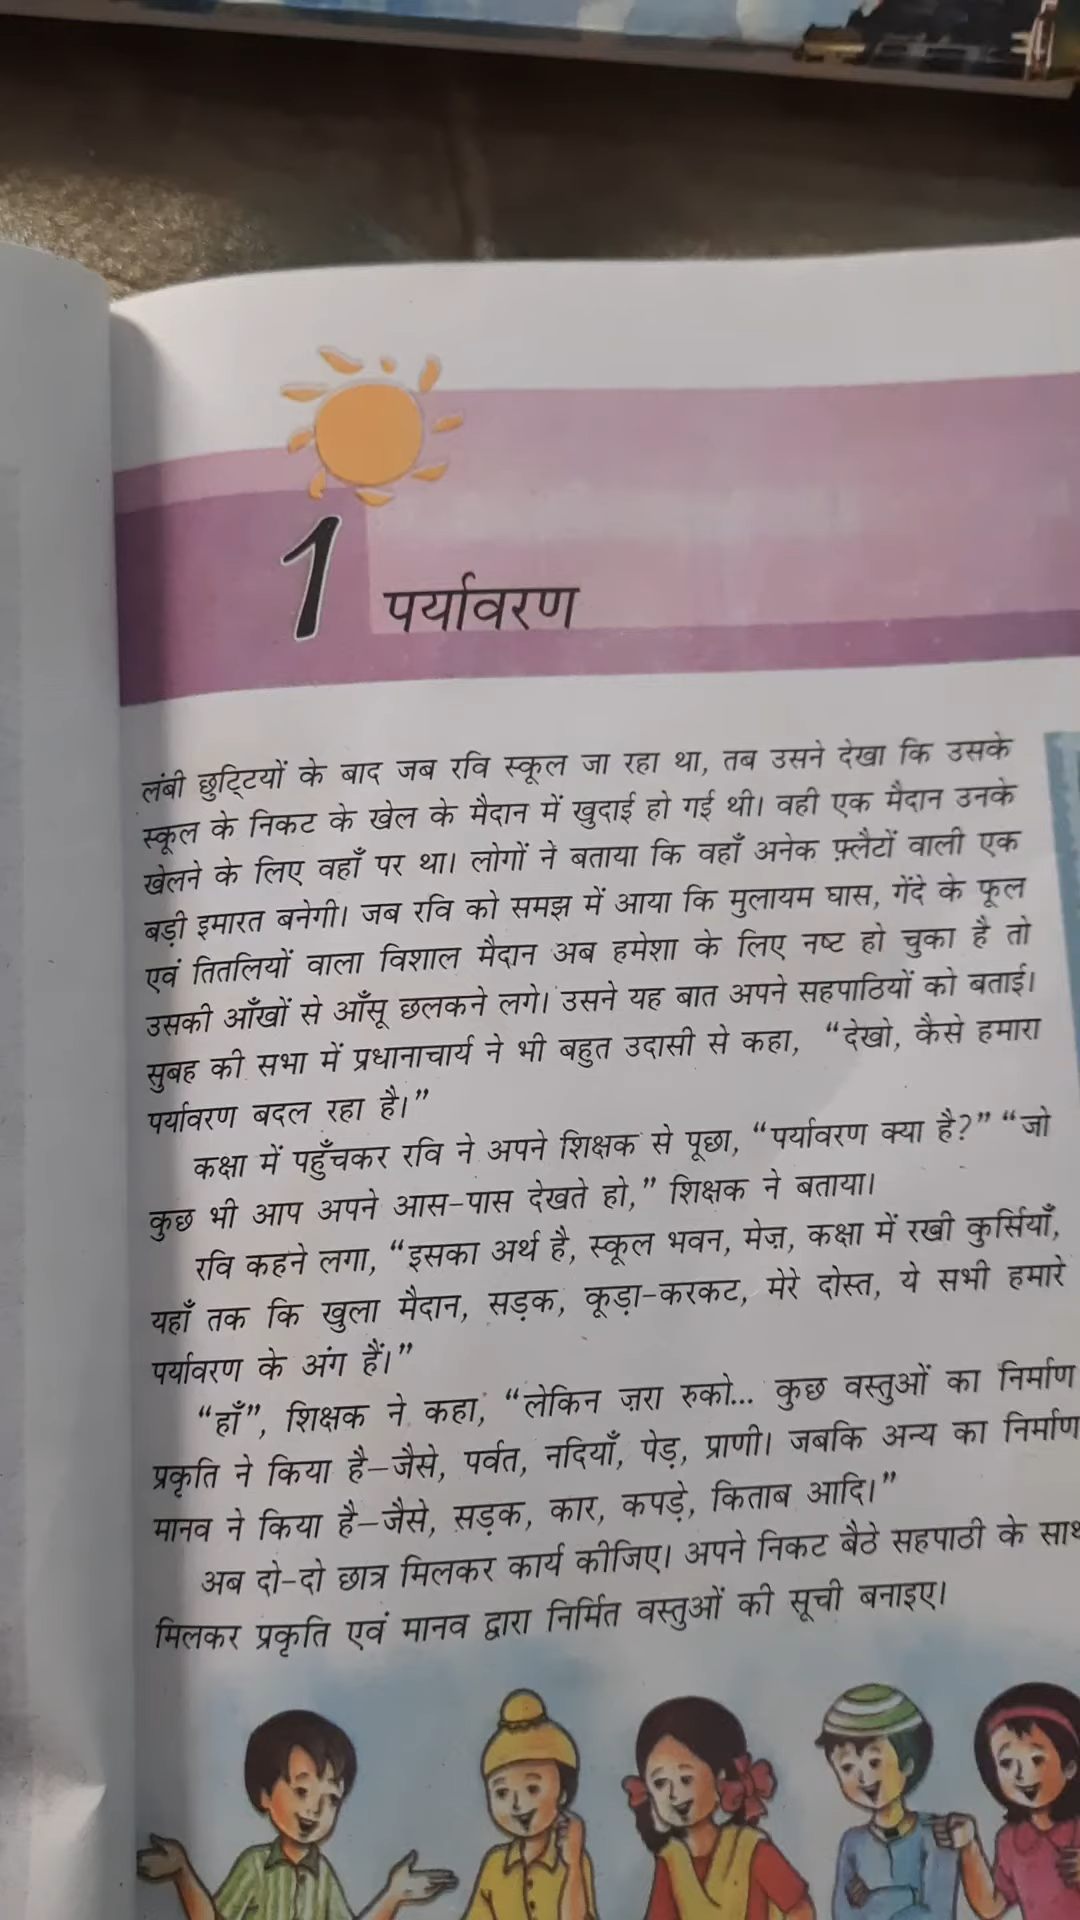 1
पर्यावरण
लंबी छुट्टियों के बाद जब रवि स्कूल जा रहा था, तब उसने देखा कि उसके
स्कूल के निकट के खेल के मैदान में खुदाई हो गई थी। वही एक मैदान उनके
खेलने के लिए वहाँ पर था। लोगों ने बताया कि वहाँ अनेक फ़्लैटों वाली एक
बड़ी इमारत बनेगी। जब रवि को समझ में आया कि मुलायम घास, गेंदे के फूल
एवं तितलियों वाला विशाल मैदान अब हमेशा के लिए नष्ट हो चुका है तो
उसकी आँखों से आँसू छलकने लगे। उसने यह बात अपने सहपाठियों को बताई।
सुबह की सभा में प्रधानाचार्य ने भी बहुत उदासी से कहा, “देखो, कैसे हमारा
पर्यावरण बदल रहा है।”
कक्षा में पहुँचकर रवि ने अपने शिक्षक से पूछा, “पर्यावरण क्या है?” “जो
कुछ भी आप अपने आस-पास देखते हो,” शिक्षक ने बताया।
रवि कहने लगा, “इसका अर्थ है, स्कूल भवन, मेज़, कक्षा में रखी कुर्सियाँ,
यहाँ तक कि खुला मैदान, सड़क, कूड़ा-करकट, मेरे दोस्त, ये सभी हमारे
पर्यावरण के अंग हैं।”
“हाँ”, शिक्षक ने कहा, “लेकिन ज़रा रुको... कुछ वस्तुओं का निर्माण
प्रकृति ने किया है–जैसे, पर्वत, नदियाँ, पेड़, प्राणी। जबकि अन्य का निर्माण
मानव ने किया है–जैसे, सड़क, कार, कपड़े, किताब आदि।”
अब दो-दो छात्र मिलकर कार्य कीजिए। अपने निकट बैठे सहपाठी के साथ
मिलकर प्रकृति एवं मानव द्वारा निर्मित वस्तुओं की सूची बनाइए।